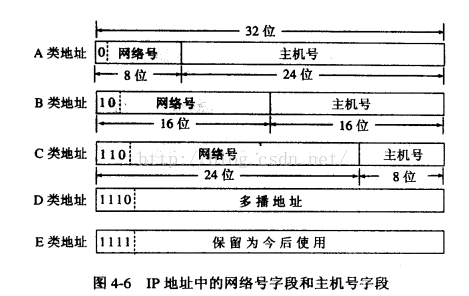 32 位
A 类地址 0 网络号 主机号
8 位 24 位
B 类地址 10 网络号 主机号
16 位 16 位
C 类地址 110 网络号 主机号
24 位 8 位
D 类地址 1110 多播地址
E 类地址 1111 保留为今后使用
图 4-6 IP 地址中的网络号字段和主机号字段